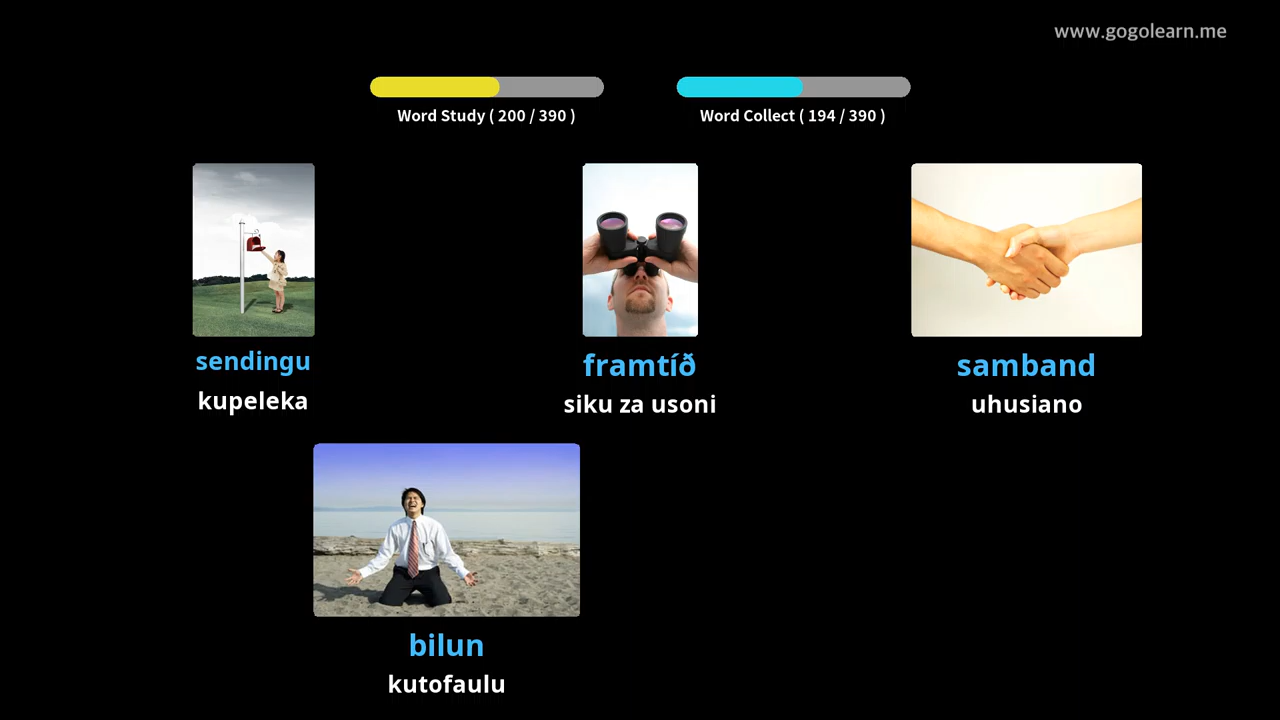 www.gogolearn.me
Word Study ( 200 / 390 )
Word Collect ( 194 / 390 )
sendingu
kupeleka
framtíð
siku za usoni
samband
uhusiano
bilun
kutofaulu